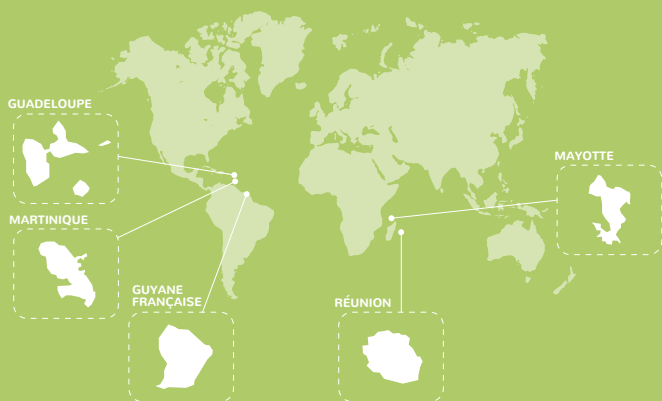 GUADELOUPE
MAYOTTE
MARTINIQUE
GUYANE
FRANÇAISE
RÉUNION